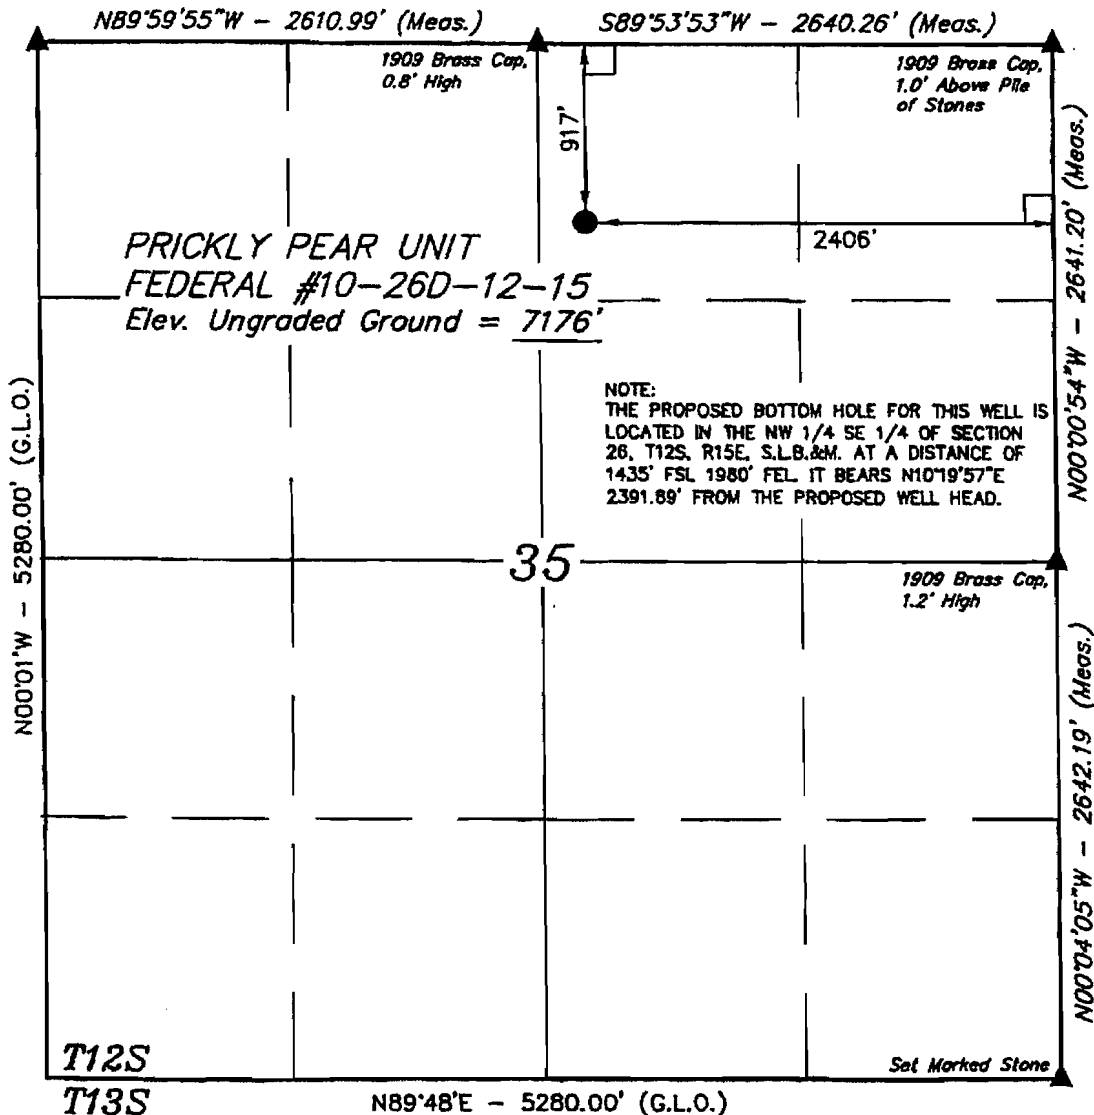 N89°59'55"W - 2610.99' (Meas.)
S89°53'53"W - 2640.26' (Meas.)
1909 Brass Cap,
0.8' High
1909 Brass Cap,
1.0' Above Pile
of Stones
917'
2406'
PRICKLY PEAR UNIT
FEDERAL #10-26D-12-15
Elev. Ungraded Ground = 7176'
N00°00'54"W - 2641.20' (Meas.)
NOTE:
THE PROPOSED BOTTOM HOLE FOR THIS WELL IS
LOCATED IN THE NW 1/4 SE 1/4 OF SECTION
26, T12S, R15E, S.L.B.&M. AT A DISTANCE OF
1435' FSL 1980' FEL. IT BEARS N10°19'57"E
2391.89' FROM THE PROPOSED WELL HEAD.
N00°01'W - 5280.00' (G.L.O.)
35
1909 Brass Cap,
1.2' High
N00°04'05"W - 2642.19' (Meas.)
T12S
Set Marked Stone
T13S
N89°48'E - 5280.00' (G.L.O.)